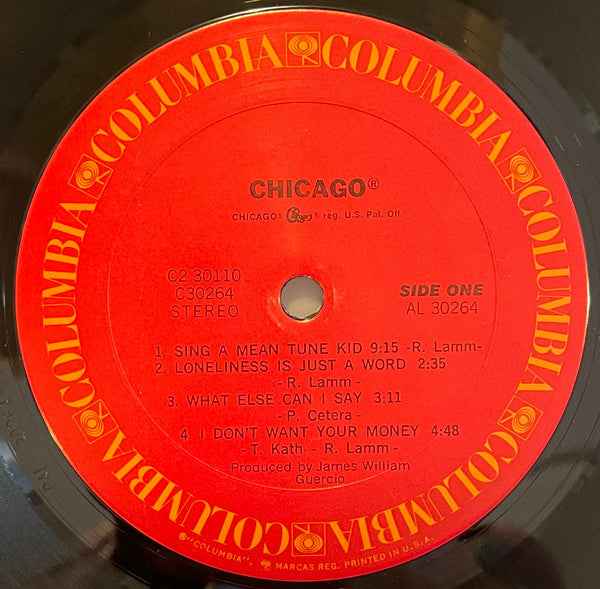 COLUMBIA COLUMBIA COLUMBIA COLUMBIA COLUMBIA COLUMBIA
CHICAGO®
CHICAGO® Chicago ® reg. U.S. Pat. Off.
C2 30110
C30264
STEREO
SIDE ONE
AL 30264
1. SING A MEAN TUNE KID 9:15 -R. Lamm-
2. LONELINESS IS JUST A WORD 2:35
-R. Lamm-
3. WHAT ELSE CAN I SAY 3:11
-P. Cetera-
4. I DON'T WANT YOUR MONEY 4:48
-T. Kath - R. Lamm-
Produced by James William
Guercio
℗"COLUMBIA", MARCAS REG. PRINTED IN U.S.A.